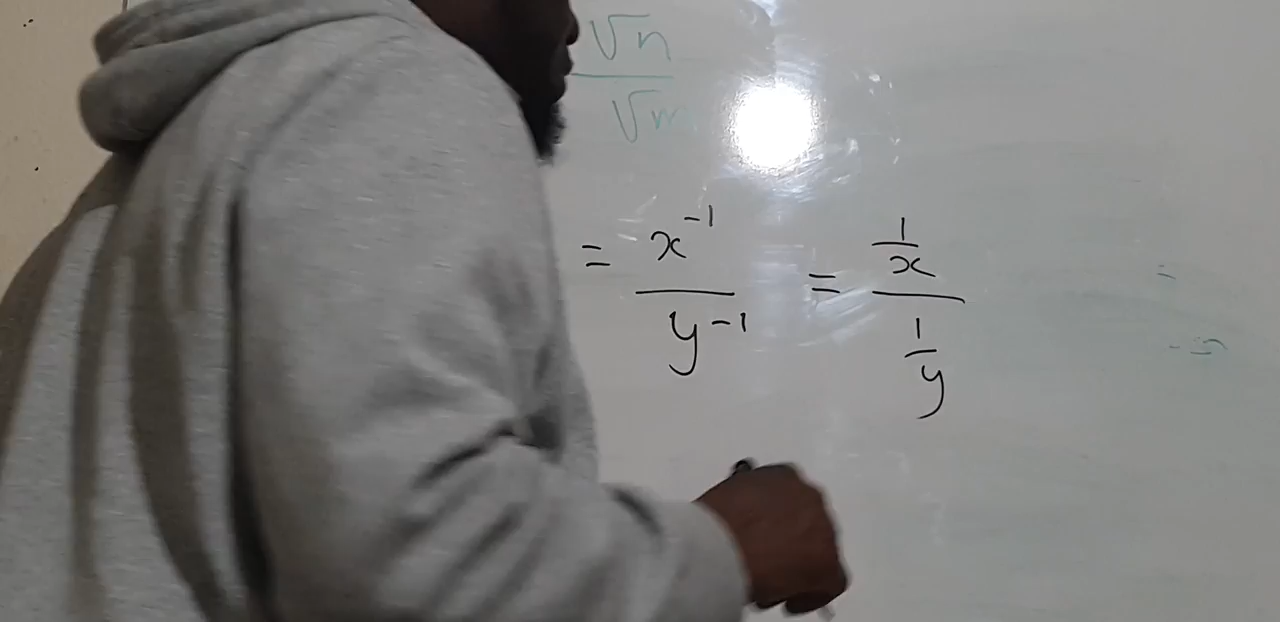 √n
√m
= x⁻¹ / y⁻¹ = (1/x) / (1/y)